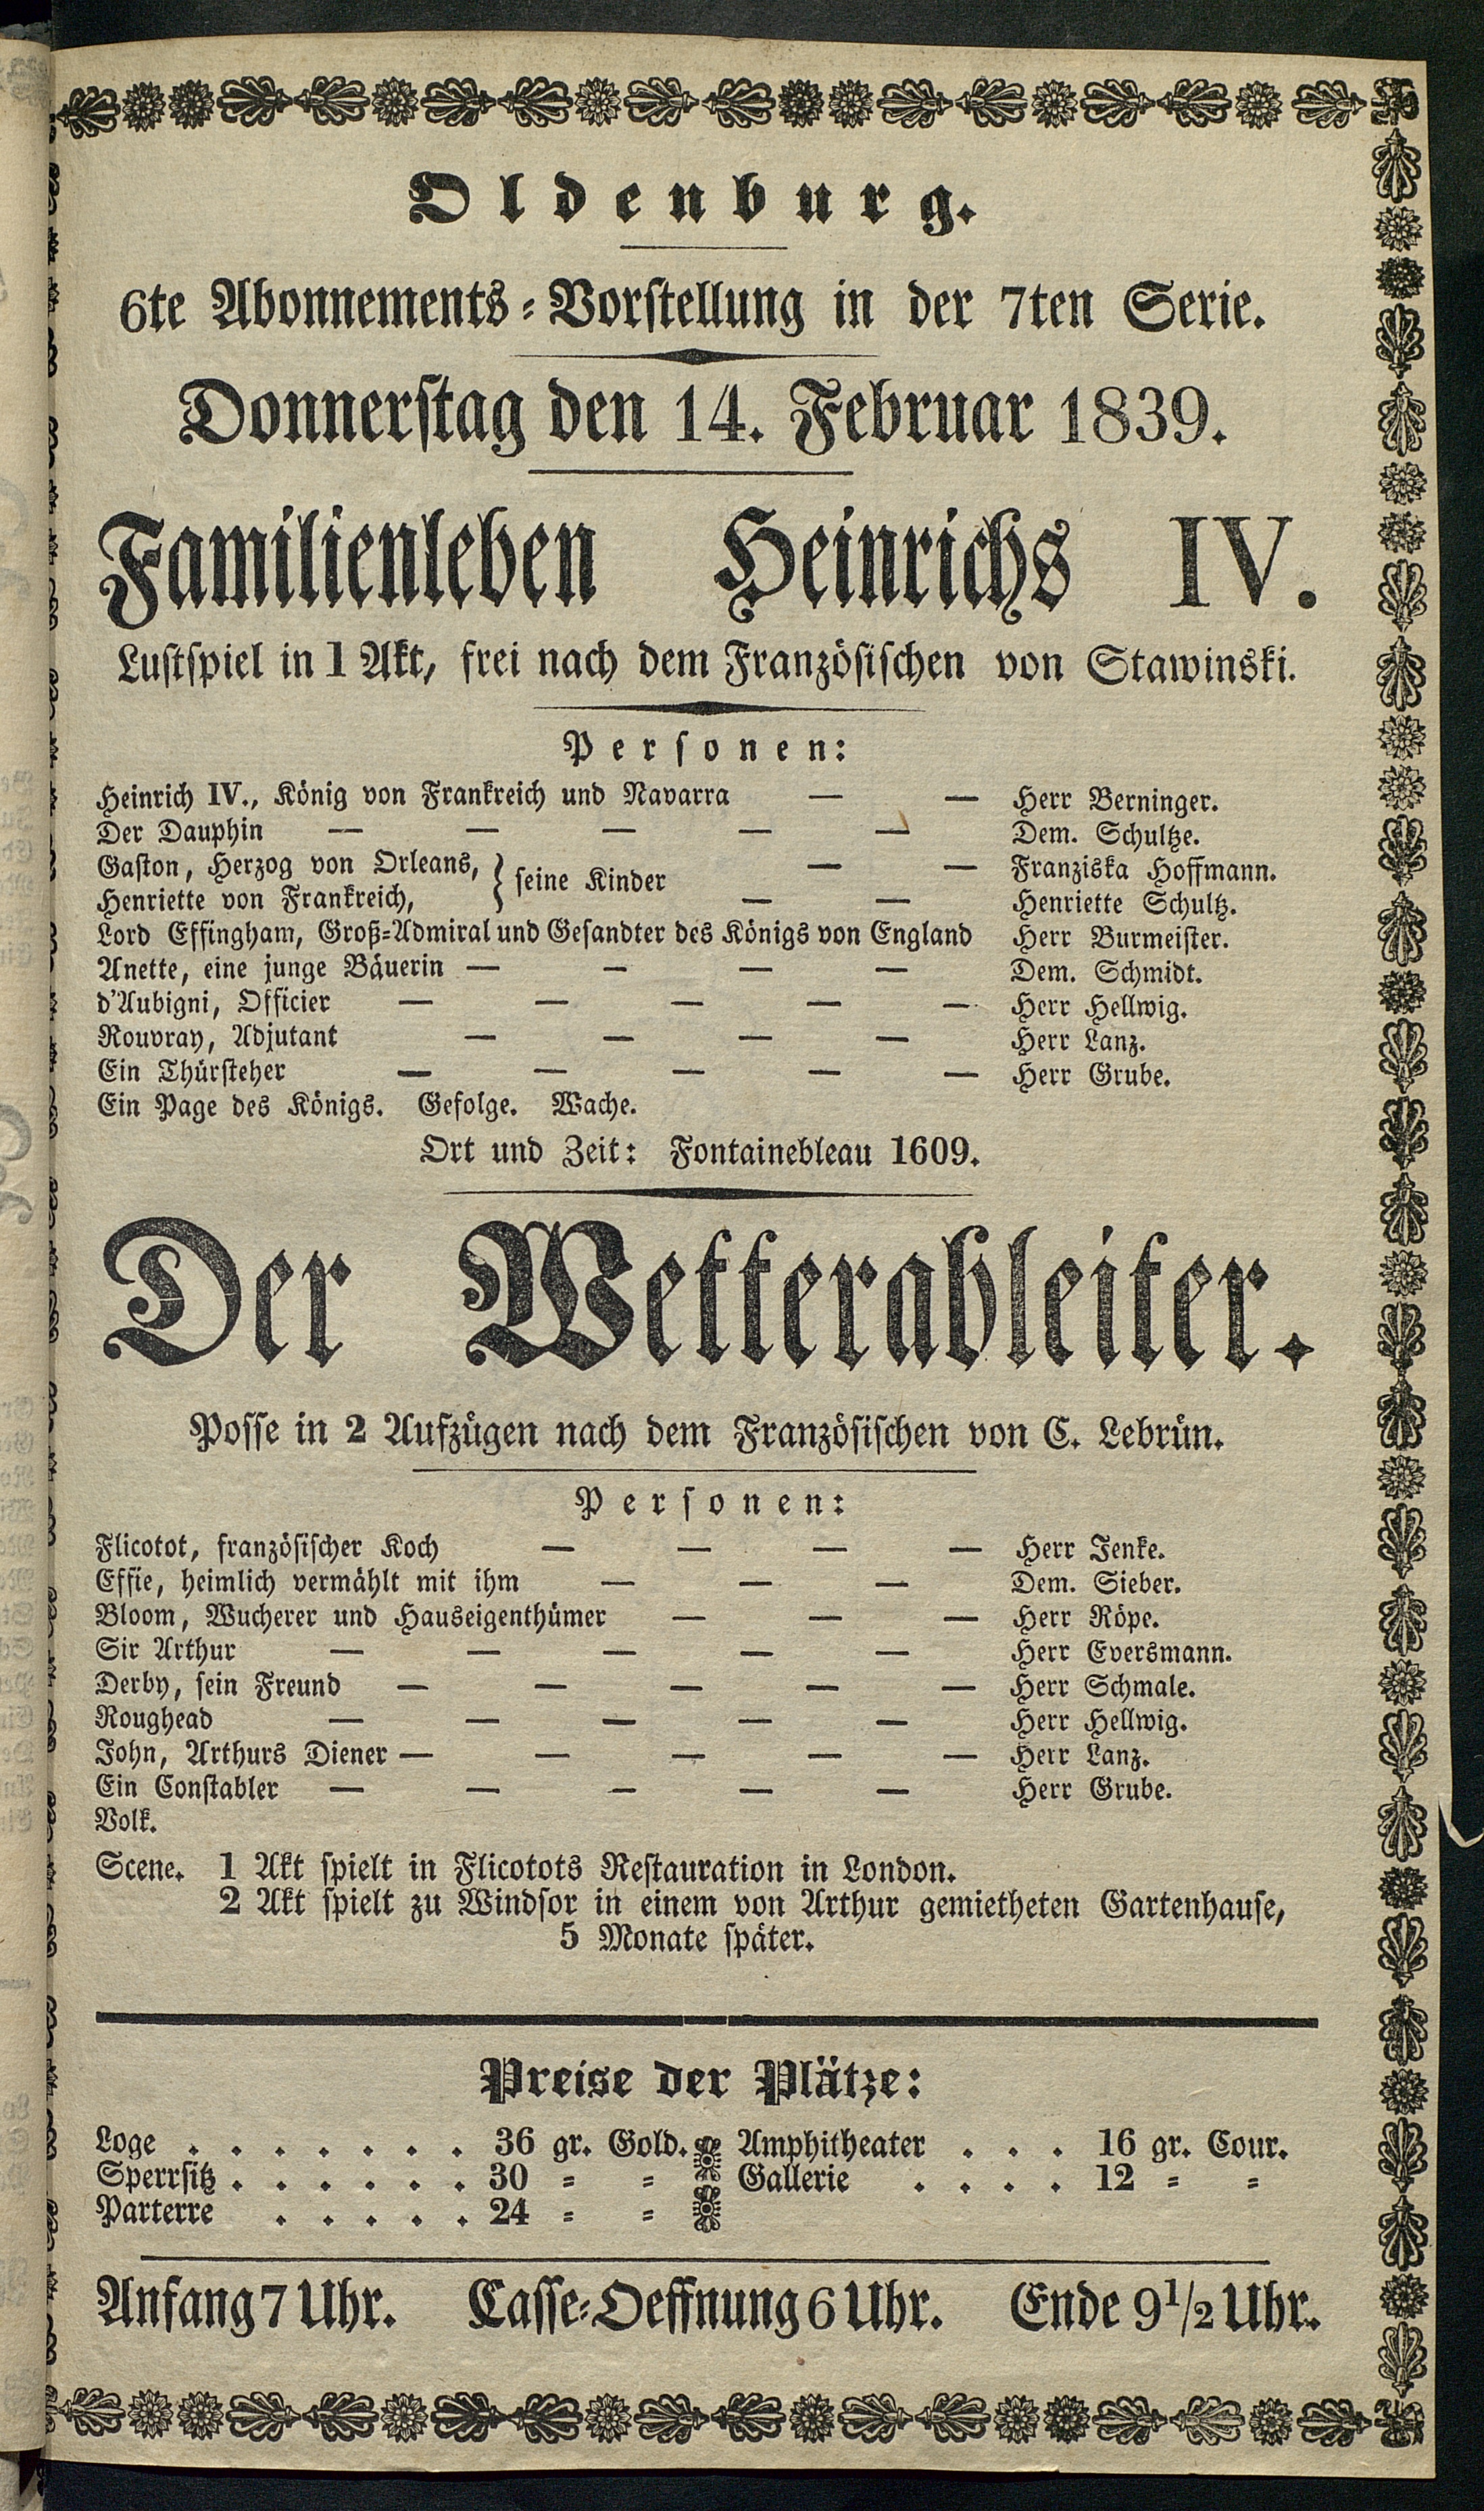 Oldenburg.
6te Abonnements-Vorstellung in der 7ten Serie.
Donnerstag den 14. Februar 1839.
Familienleben Heinrichs IV.
Lustspiel in 1 Akt, frei nach dem Französischen von Stawinski.
Personen:
Heinrich IV., König von Frankreich und Navarra — — Herr Berninger.
Der Dauphin — — — — — Dem. Schultze.
Gaston, Herzog von Orleans, } seine Kinder — — Franziska Hoffmann.
Henriette von Frankreich, — — Henriette Schultz.
Lord Effingham, Groß-Admiral und Gesandter des Königs von England Herr Burmeister.
Anette, eine junge Bäuerin — — — — Dem. Schmidt.
d'Aubigni, Officier — — — — — Herr Hellwig.
Rouvray, Adjutant — — — — Herr Lanz.
Ein Thürsteher — — — — — Herr Grube.
Ein Page des Königs. Gefolge. Wache.
Ort und Zeit: Fontainebleau 1609.
Der Wetterableiter.
Posse in 2 Aufzügen nach dem Französischen von C. Lebrün.
Personen:
Flicotot, französischer Koch — — — — Herr Jenke.
Effie, heimlich vermählt mit ihm — — — Dem. Sieber.
Bloom, Wucherer und Hauseigenthümer — — — Herr Röpe.
Sir Arthur — — — — — Herr Eversmann.
Derby, sein Freund — — — — — Herr Schmale.
Roughead — — — — — Herr Hellwig.
John, Arthurs Diener — — — — — Herr Lanz.
Ein Constabler — — — — — Herr Grube.
Volk.
Scene. 1 Akt spielt in Flicotots Restauration in London.
2 Akt spielt zu Windsor in einem von Arthur gemietheten Gartenhause,
5 Monate später.
Preise der Plätze:
Loge . . . . . . . 36 gr. Gold. Amphitheater . . . 16 gr. Cour.
Sperrsitz . . . . . . 30 = = Gallerie . . . . 12 = =
Parterre . . . . . 24 = =
Anfang 7 Uhr. Casse-Oeffnung 6 Uhr. Ende 9 1/2 Uhr.